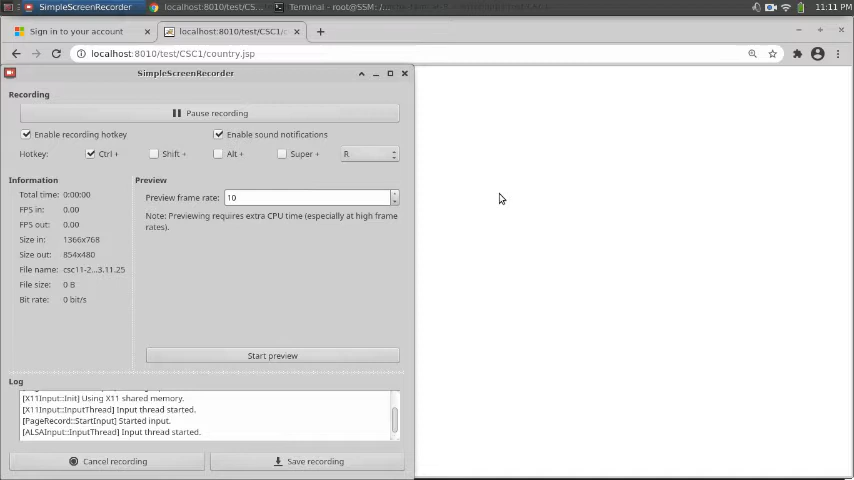 SimpleScreenRecorder
localhost:8010/test/CS...
Terminal - root@SSM: /...
11:11 PM
Sign in to your account
localhost:8010/test/CSC1/c
localhost:8010/test/CSC1/country.jsp
SimpleScreenRecorder
Recording
Pause recording
Enable recording hotkey
Enable sound notifications
Hotkey:
Ctrl +
Shift +
Alt +
Super +
R
Information
Preview
Total time: 0:00:00
Preview frame rate: 10
FPS in: 0.00
Note: Previewing requires extra CPU time (especially at high frame
rates).
FPS out: 0.00
Size in: 1366x768
Size out: 854x480
File name: csc11-2...3.11.25
File size: 0 B
Bit rate: 0 bit/s
Start preview
Log
[X11Input::Init] Using X11 shared memory.
[X11Input::InputThread] Input thread started.
[PageRecord::StartInput] Started input.
[ALSAInput::InputThread] Input thread started.
Cancel recording
Save recording